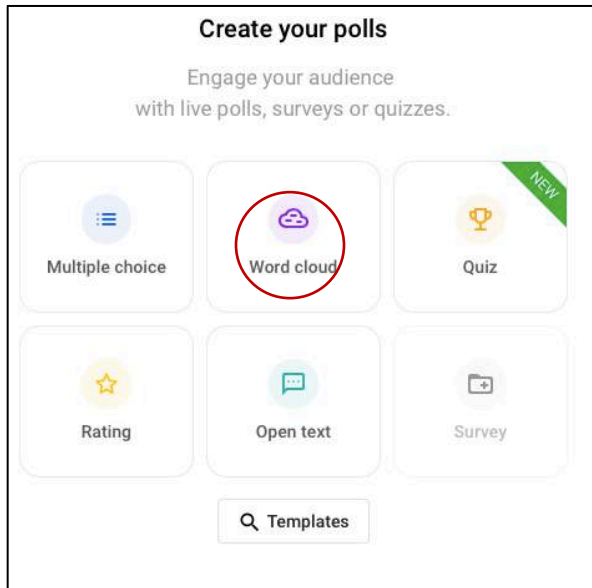 Create your polls
Engage your audience
with live polls, surveys or quizzes.
NEW
Multiple choice
Word cloud
Quiz
Rating
Open text
Survey
Templates